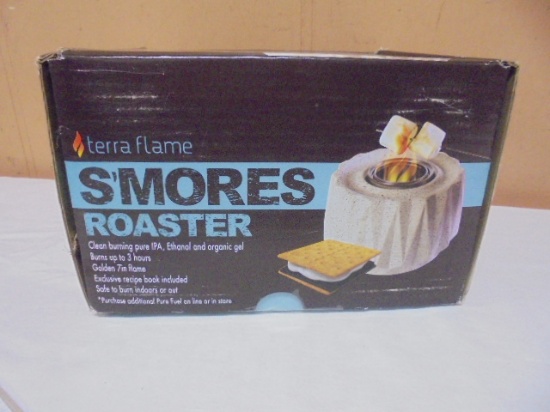 terra flame
S'MORES
ROASTER
Clean burning pure IPA, Ethanol and organic gel
Burns up to 3 hours
Golden 7in flame
Exclusive recipe book included
Safe to burn indoors or out
*Purchase additional Pure Fuel on line or in store